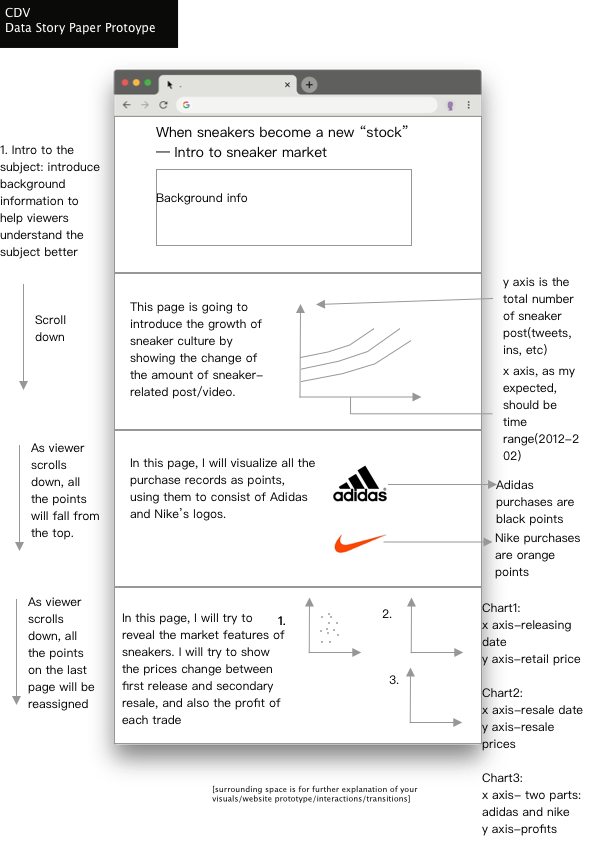 CDV
Data Story Paper Protoype
When sneakers become a new “stock”
— Intro to sneaker market
Background info
1. Intro to the
subject: introduce
background
information to
help viewers
understand the
subject better
Scroll
down
This page is going to
introduce the growth of
sneaker culture by
showing the change of
the amount of sneaker-
related post/video.
y axis is the
total number
of sneaker
post(tweets,
ins, etc)
x axis, as my
expected,
should be
time
range(2012-2
02)
As viewer
scrolls
down, all
the points
will fall from
the top.
In this page, I will visualize all the
purchase records as points,
using them to consist of Adidas
and Nike's logos.
adidas
Adidas
purchases are
black points
Nike purchases
are orange
points
As viewer
scrolls
down, all
the points
on the last
page will be
reassigned
In this page, I will try to
reveal the market features of
sneakers. I will try to show
the prices change between
first release and secondary
resale, and also the profit of
each trade
1.
2.
3.
Chart1:
x axis-releasing
date
y axis-retail price
Chart2:
x axis-resale date
y axis-resale
prices
Chart3:
x axis- two parts:
adidas and nike
y axis-profits
[surrounding space is for further explanation of your
visuals/website prototype/interactions/transitions]